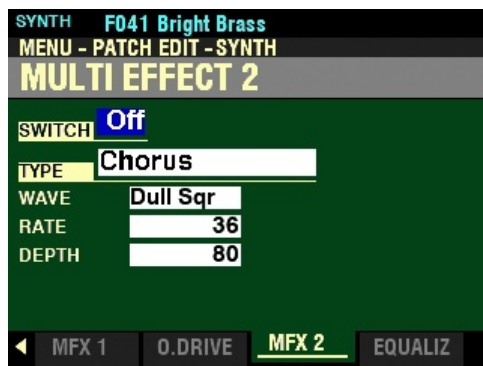 SYNTH F041 Bright Brass
MENU - PATCH EDIT - SYNTH
MULTI EFFECT 2
SWITCH Off
TYPE Chorus
WAVE Dull Sqr
RATE 36
DEPTH 80
MFX 1 O.DRIVE MFX 2 EQUALIZ